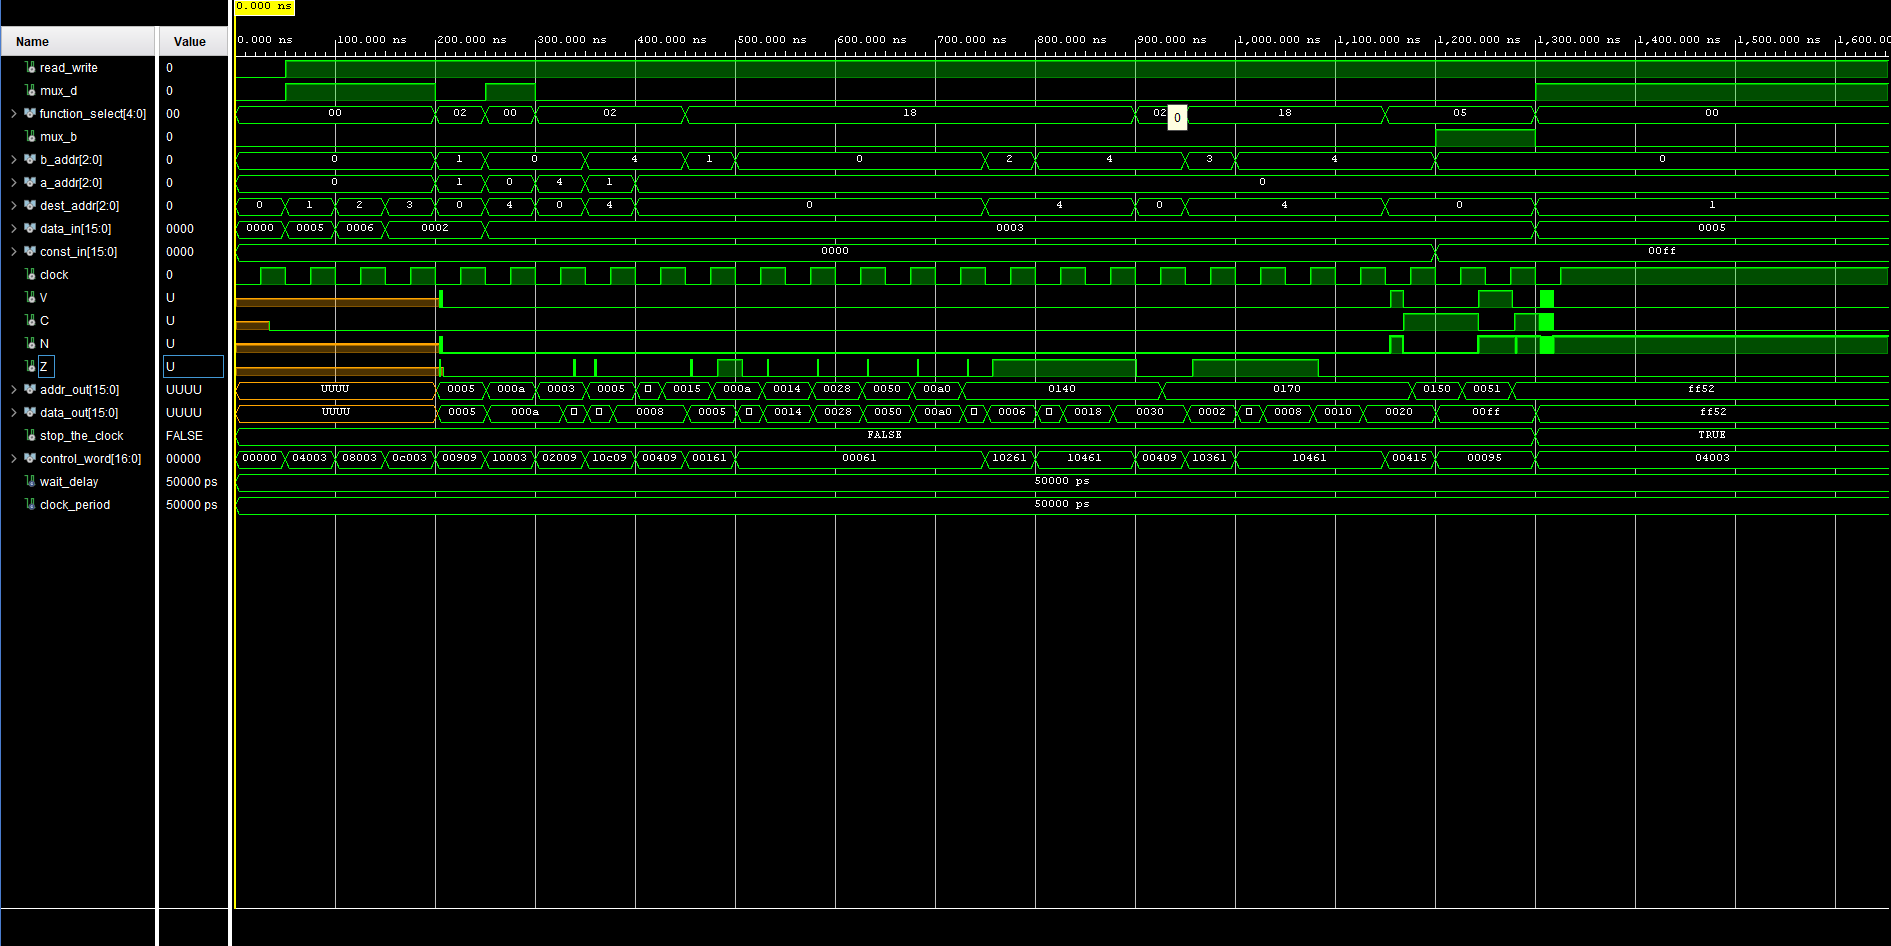 0.000 ns
Name Value 0.000 ns 100.000 ns 200.000 ns 300.000 ns 400.000 ns 500.000 ns 600.000 ns 700.000 ns 800.000 ns 900.000 ns 1,000.000 ns 1,100.000 ns 1,200.000 ns 1,300.000 ns 1,400.000 ns 1,500.000 ns 1,600.00
read_write 0
mux_d 0
function_select[4:0] 00 00 02 00 02 18 02 0 18 05 00
mux_b 0
b_addr[2:0] 0 0 1 0 4 1 0 2 4 3 4 0
a_addr[2:0] 0 0 1 0 4 1 0
dest_addr[2:0] 0 0 1 2 3 0 4 0 4 0 4 0 4 0 1
data_in[15:0] 0000 0000 0005 0006 0002 0003 0005
const_in[15:0] 0000 0000 00ff
clock 0
V U
C U
N U
Z U
addr_out[15:0] UUUU UUUU 0005 000a 0003 0005 0015 000a 0014 0028 0050 00a0 0140 0170 0150 0051 ff52
data_out[15:0] UUUU UUUU 0005 000a 0008 0005 0014 0028 0050 00a0 0006 0018 0030 0002 0008 0010 0020 00ff ff52
stop_the_clock FALSE FALSE TRUE
control_word[16:0] 00000 00000 04003 08003 0c003 00909 10003 02009 10c09 00409 00161 00061 10261 10461 00409 10361 10461 00415 00095 04003
wait_delay 50000 ps 50000 ps
clock_period 50000 ps 50000 ps